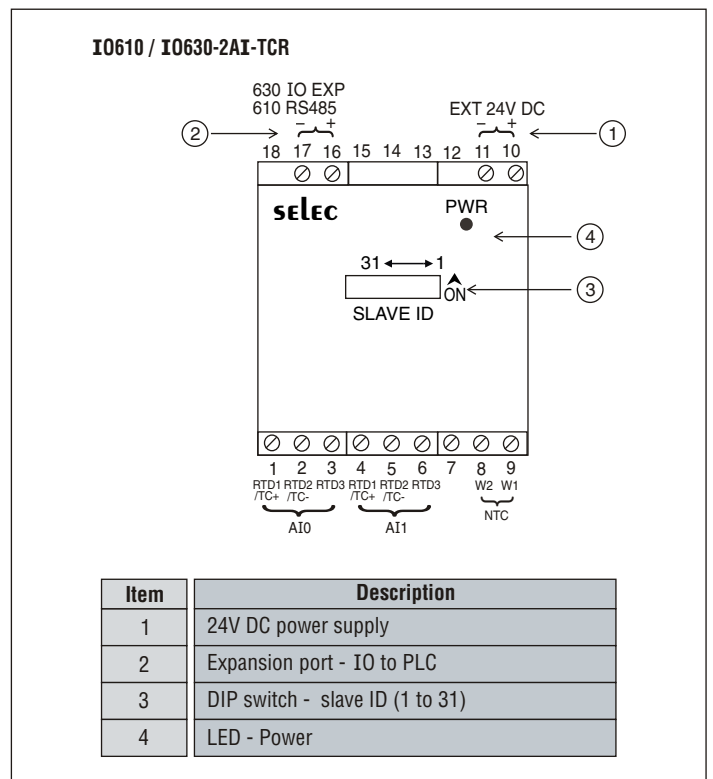 IO610 / IO630-2AI-TCR
630 IO EXP
610 RS485
EXT 24V DC
− +
− +
2
1
18 17 16 15 14 13 12 11 10
selec
PWR
4
31 1
ON
3
SLAVE ID
1 2 3 4 5 6 7 8 9
RTD1 RTD2 RTD3 RTD1 RTD2 RTD3 W2 W1
/TC+ /TC- /TC+ /TC-
NTC
AI0 AI1
Item Description
1 24V DC power supply
2 Expansion port - IO to PLC
3 DIP switch - slave ID (1 to 31)
4 LED - Power